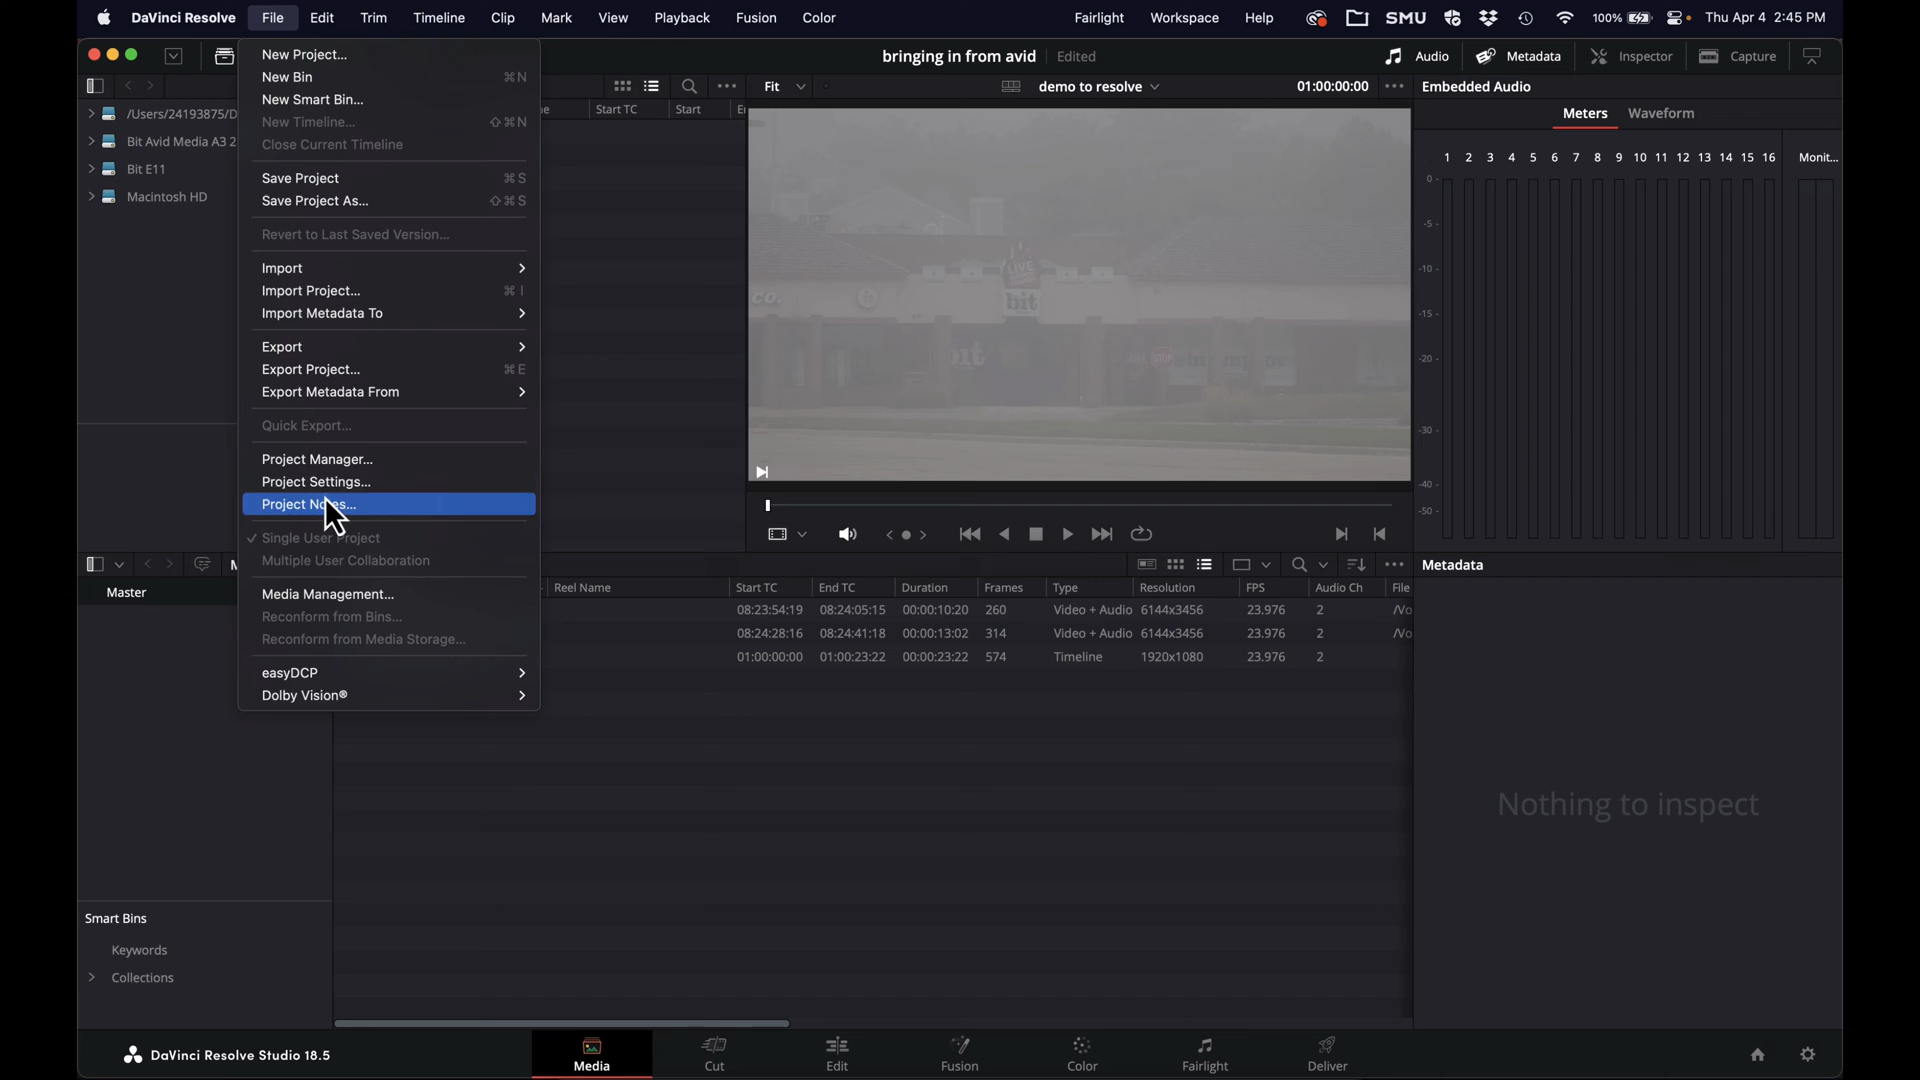 DaVinci Resolve File Edit Trim Timeline Clip Mark View Playback Fusion Color Fairlight Workspace Help SMU 100% Thu Apr 4 2:45 PM
bringing in from avid Edited Audio Metadata Inspector Capture
Fit demo to resolve 01:00:00:00 Embedded Audio
Meters Waveform
Start TC Start
/Users/24193875/D
Bit Avid Media A3 2
Bit E11
Macintosh HD
New Project...
New Bin ⌘N
New Smart Bin...
New Timeline... ⇧⌘N
Close Current Timeline
Save Project ⌘S
Save Project As... ⇧⌘S
Revert to Last Saved Version...
Import
Import Project... ⌘I
Import Metadata To
Export
Export Project... ⌘E
Export Metadata From
Quick Export...
Project Manager...
Project Settings...
Project Notes...
✓ Single User Project
Multiple User Collaboration
Media Management...
Reconform from Bins...
Reconform from Media Storage...
easyDCP
Dolby Vision®
LIVE
bit
co.
bit
STOP
1 2 3 4 5 6 7 8 9 10 11 12 13 14 15 16 Monit...
0
-5
-10
-15
-20
-30
-40
-50
Metadata
Nothing to inspect
Master
Reel Name Start TC End TC Duration Frames Type Resolution FPS Audio Ch File
08:23:54:19 08:24:05:15 00:00:10:20 260 Video + Audio 6144x3456 23.976 2 /Vo
08:24:28:16 08:24:41:18 00:00:13:02 314 Video + Audio 6144x3456 23.976 2 /Vo
01:00:00:00 01:00:23:22 00:00:23:22 574 Timeline 1920x1080 23.976 2
Smart Bins
Keywords
Collections
DaVinci Resolve Studio 18.5
Media Cut Edit Fusion Color Fairlight Deliver